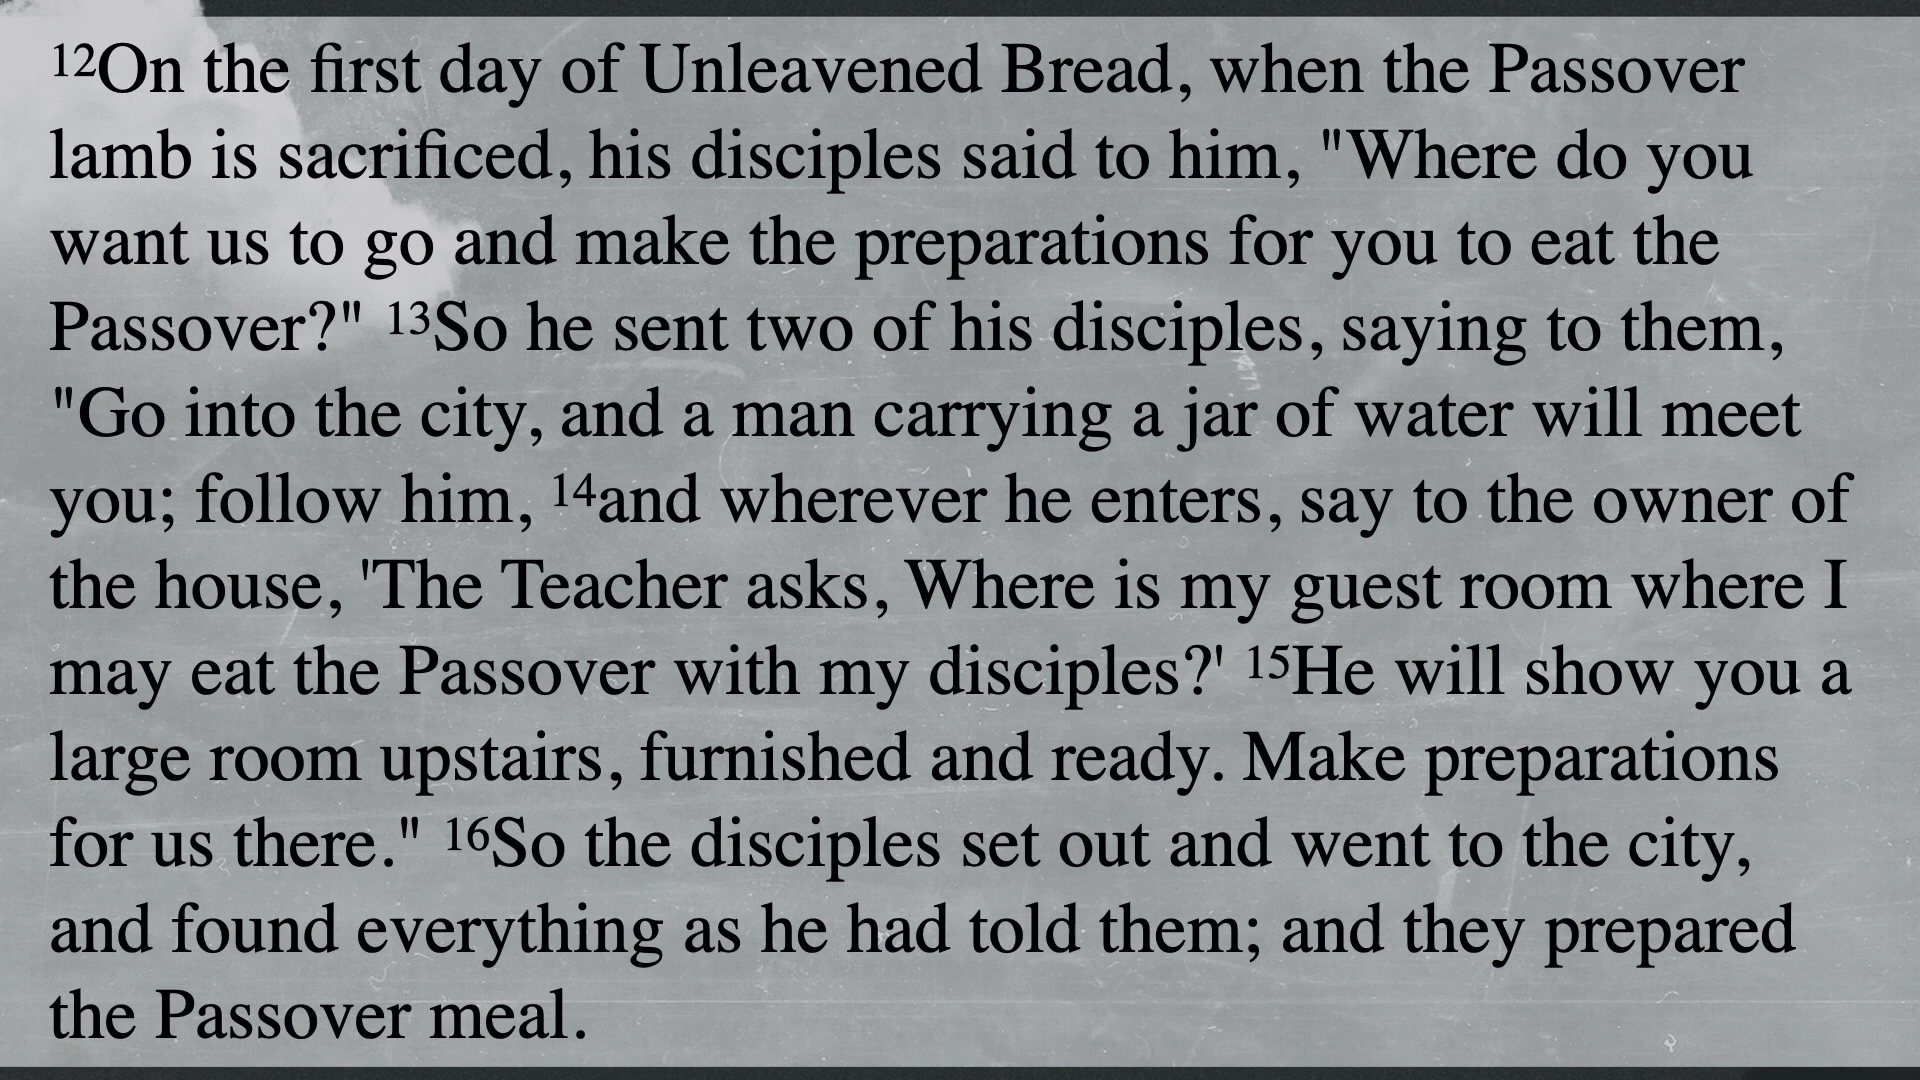 ¹²On the first day of Unleavened Bread, when the Passover
lamb is sacrificed, his disciples said to him, "Where do you
want us to go and make the preparations for you to eat the
Passover?" ¹³So he sent two of his disciples, saying to them,
"Go into the city, and a man carrying a jar of water will meet
you; follow him, ¹⁴and wherever he enters, say to the owner of
the house, 'The Teacher asks, Where is my guest room where I
may eat the Passover with my disciples?' ¹⁵He will show you a
large room upstairs, furnished and ready. Make preparations
for us there." ¹⁶So the disciples set out and went to the city,
and found everything as he had told them; and they prepared
the Passover meal.